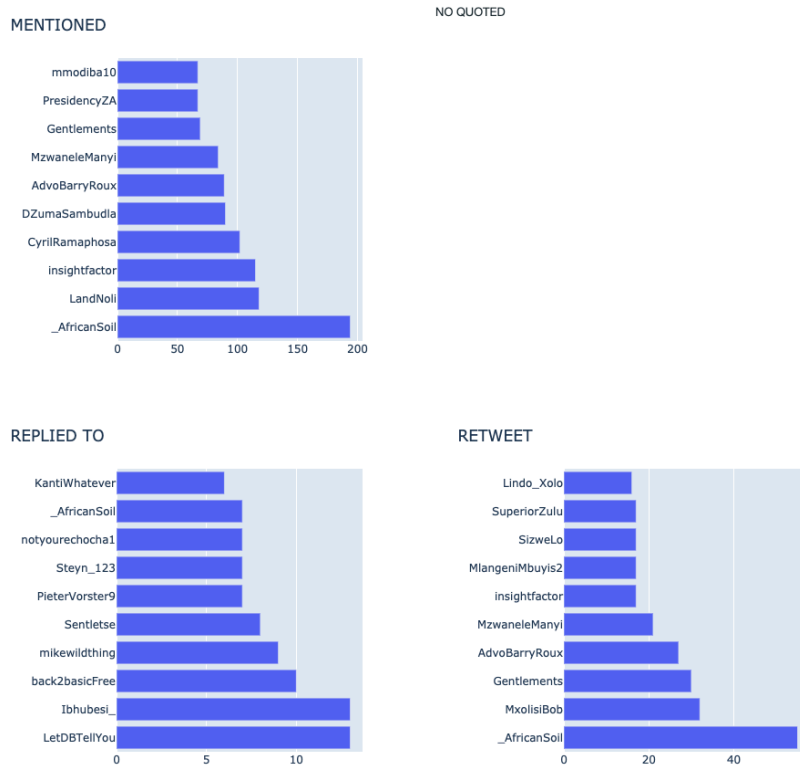 MENTIONED
mmodiba10
PresidencyZA
Gentlements
MzwaneleManyi
AdvoBarryRoux
DZumaSambudla
CyrilRamaphosa
insightfactor
LandNoli
_AfricanSoil
0 50 100 150 200
NO QUOTED
REPLIED TO
KantiWhatever
_AfricanSoil
notyourechocha1
Steyn_123
PieterVorster9
Sentletse
mikewildthing
back2basicFree
Ibhubesi_
LetDBTellYou
0 5 10
RETWEET
Lindo_Xolo
SuperiorZulu
SizweLo
MlangeniMbuyis2
insightfactor
MzwaneleManyi
AdvoBarryRoux
Gentlements
MxolisiBob
_AfricanSoil
0 20 40